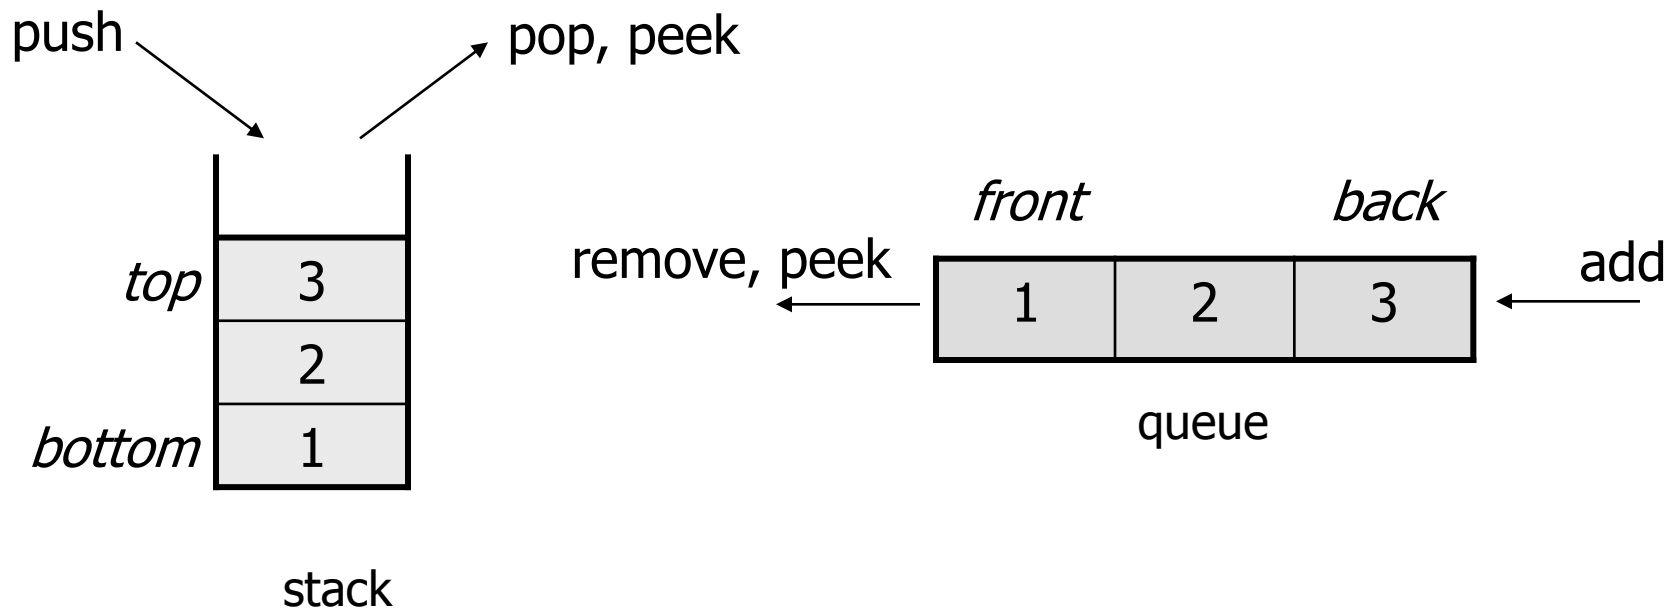 push
pop, peek
top
3
2
bottom
1
stack
front
back
remove, peek
1
2
3
add
queue